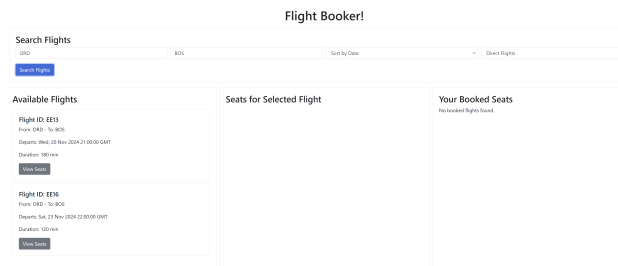 Flight Booker!
Search Flights
ORD
BOS
Sort by Date
Direct Flights
Search Flights
Available Flights
Flight ID: EE13
From: ORD - To: BOS
Departs: Wed, 20 Nov 2024 21:00:00 GMT
Duration: 180 min
View Seats
Flight ID: EE16
From: ORD - To: BOS
Departs: Sat, 23 Nov 2024 22:00:00 GMT
Duration: 120 min
View Seats
Seats for Selected Flight
Your Booked Seats
No booked flights found.